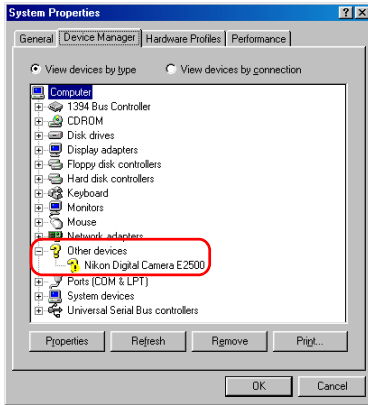 System Properties
General Device Manager Hardware Profiles Performance
View devices by type View devices by connection
Computer
1394 Bus Controller
CDROM
Disk drives
Display adapters
Floppy disk controllers
Hard disk controllers
Keyboard
Monitors
Mouse
Network adapters
Other devices
Nikon Digital Camera E2500
Ports (COM & LPT)
System devices
Universal Serial Bus controllers
Properties Refresh Remove Print...
OK Cancel